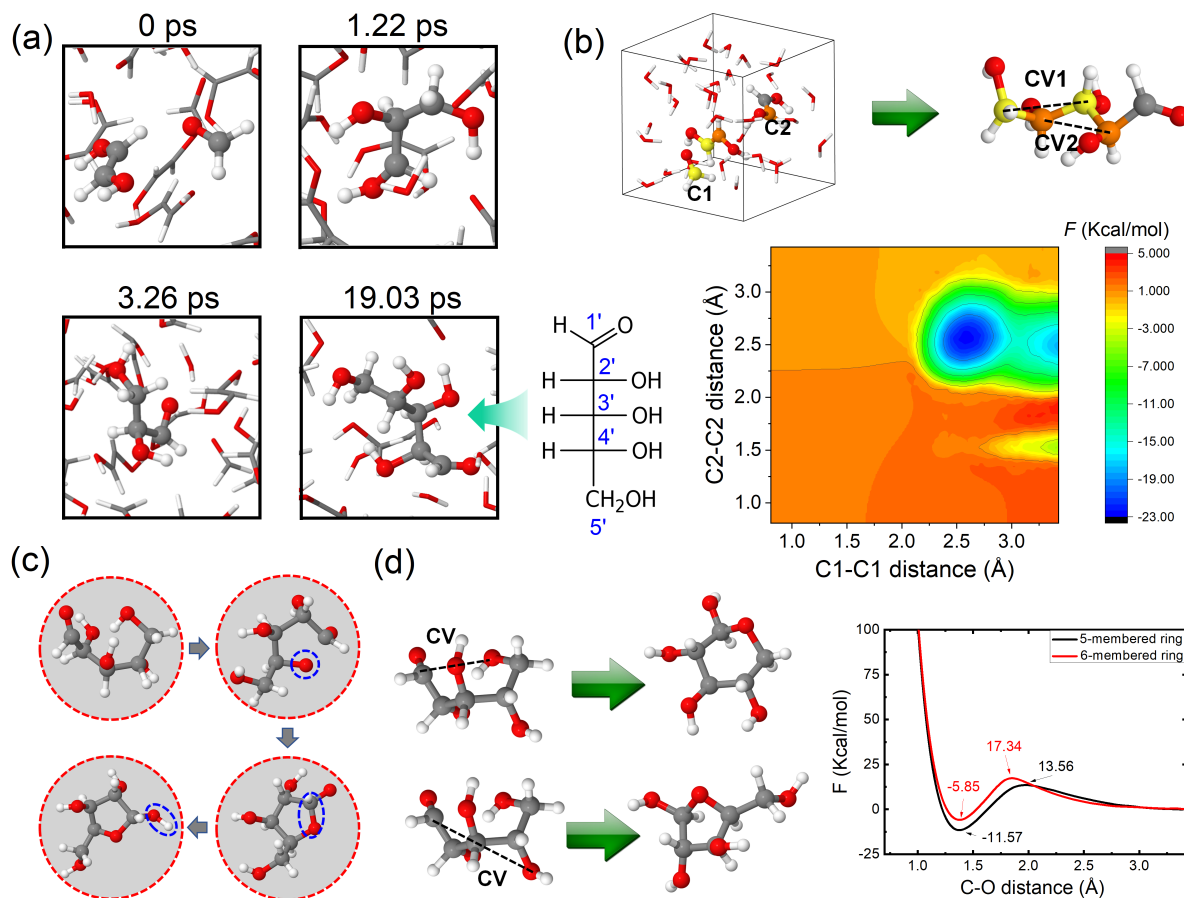 (a)
0 ps
1.22 ps
3.26 ps
19.03 ps
1'
H
O
2'
H
OH
3'
H
OH
4'
H
OH
CH2OH
5'
(b)
C2
C1
CV1
CV2
F (Kcal/mol)
5.000
1.000
-3.000
-7.000
-11.00
-15.00
-19.00
-23.00
C2-C2 distance (Å)
3.0
2.5
2.0
1.5
1.0
1.0
1.5
2.0
2.5
3.0
C1-C1 distance (Å)
(c)
(d)
CV
CV
F (Kcal/mol)
100
75
50
25
0
-25
5-membered ring
6-membered ring
17.34
13.56
-5.85
-11.57
1.0
1.5
2.0
2.5
3.0
C-O distance (Å)